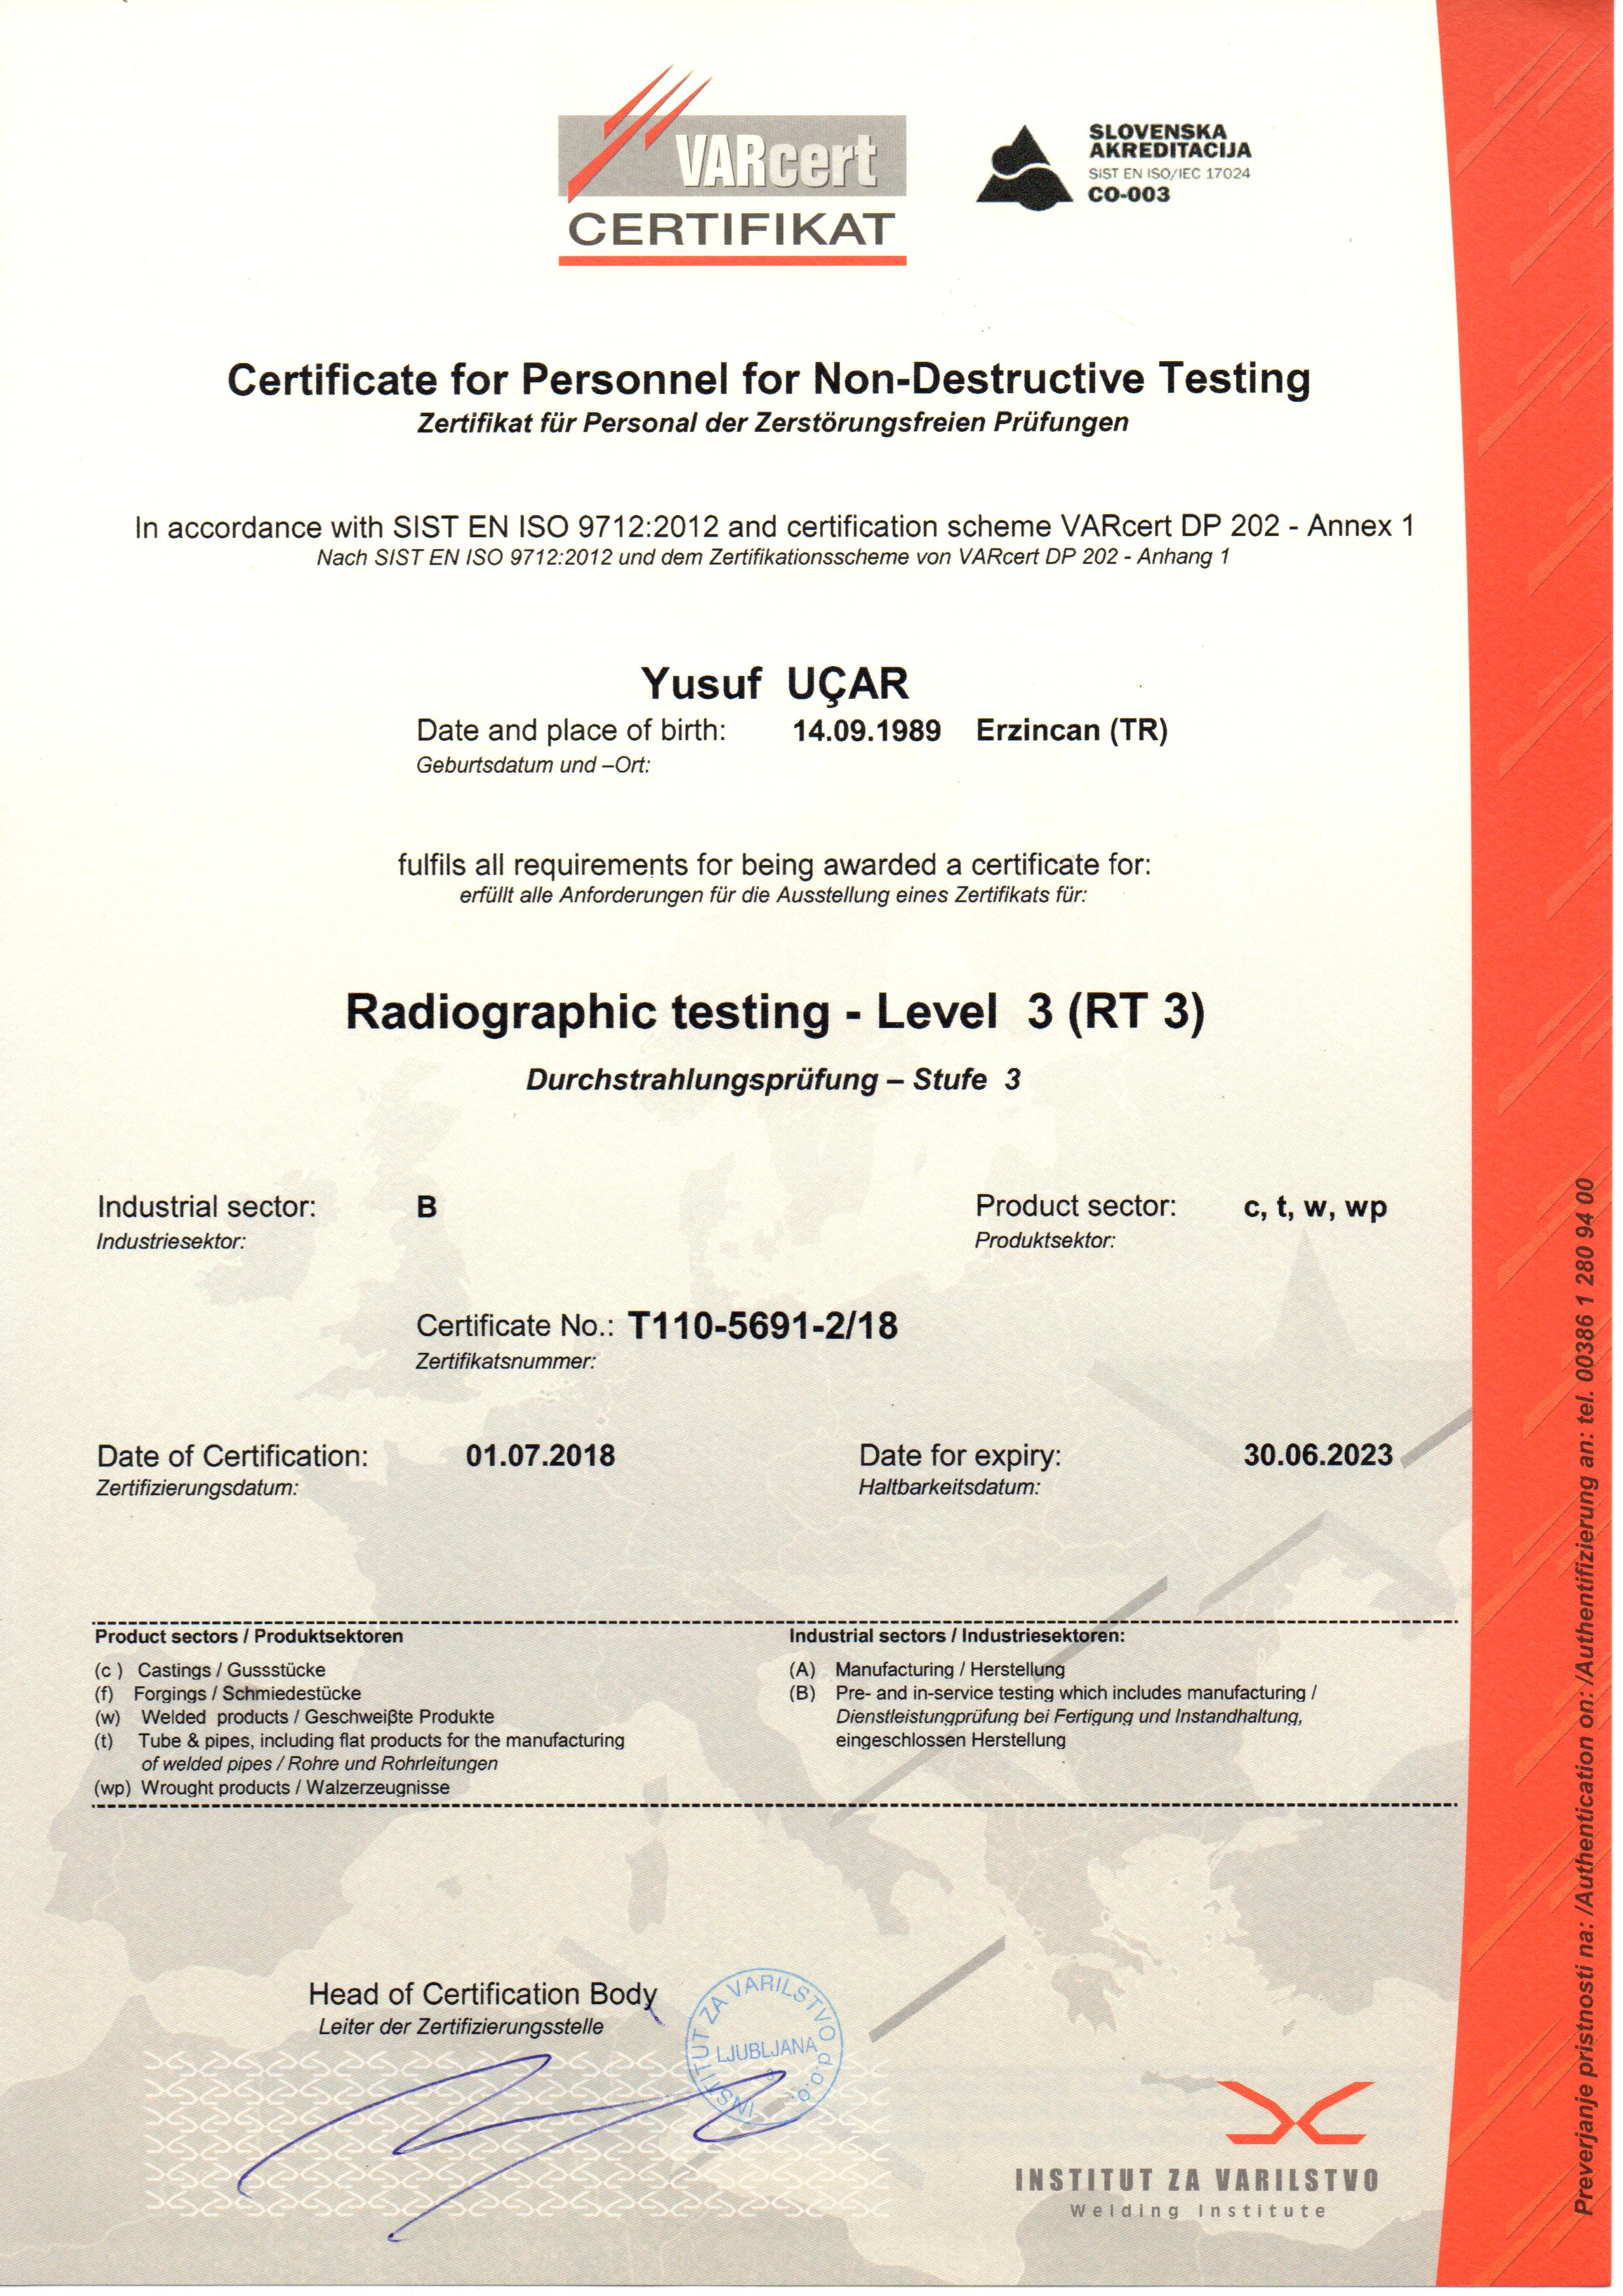 VARcert
CERTIFIKAT
SLOVENSKA
AKREDITACIJA
SIST EN ISO/IEC 17024
CO-003
Certificate for Personnel for Non-Destructive Testing
Zertifikat für Personal der Zerstörungsfreien Prüfungen
In accordance with SIST EN ISO 9712:2012 and certification scheme VARcert DP 202 - Annex 1
Nach SIST EN ISO 9712:2012 und dem Zertifikationsscheme von VARcert DP 202 - Anhang 1
Yusuf UÇAR
Date and place of birth: 14.09.1989 Erzincan (TR)
Geburtsdatum und –Ort:
fulfils all requirements for being awarded a certificate for:
erfüllt alle Anforderungen für die Ausstellung eines Zertifikats für:
Radiographic testing - Level 3 (RT 3)
Durchstrahlungsprüfung – Stufe 3
Industrial sector: B Product sector: c, t, w, wp
Industriesektor: Produktsektor:
Certificate No.: T110-5691-2/18
Zertifikatsnummer:
Date of Certification: 01.07.2018 Date for expiry: 30.06.2023
Zertifizierungsdatum: Haltbarkeitsdatum:
Product sectors / Produktsektoren
(c ) Castings / Gussstücke
(f) Forgings / Schmiedestücke
(w) Welded products / Geschweiβte Produkte
(t) Tube & pipes, including flat products for the manufacturing
of welded pipes / Rohre und Rohrleitungen
(wp) Wrought products / Walzerzeugnisse
Industrial sectors / Industriesektoren:
(A) Manufacturing / Herstellung
(B) Pre- and in-service testing which includes manufacturing /
Dienstleistungprüfung bei Fertigung und Instandhaltung,
eingeschlossen Herstellung
Head of Certification Body
Leiter der Zertifizierungsstelle
INSTITUT ZA VARILSTVO d.o.o.
LJUBLJANA
3
INSTITUT ZA VARILSTVO
Welding Institute
Preverjanje pristnosti na: /Authentication on: /Authentifizierung an: tel. 00386 1 280 94 00